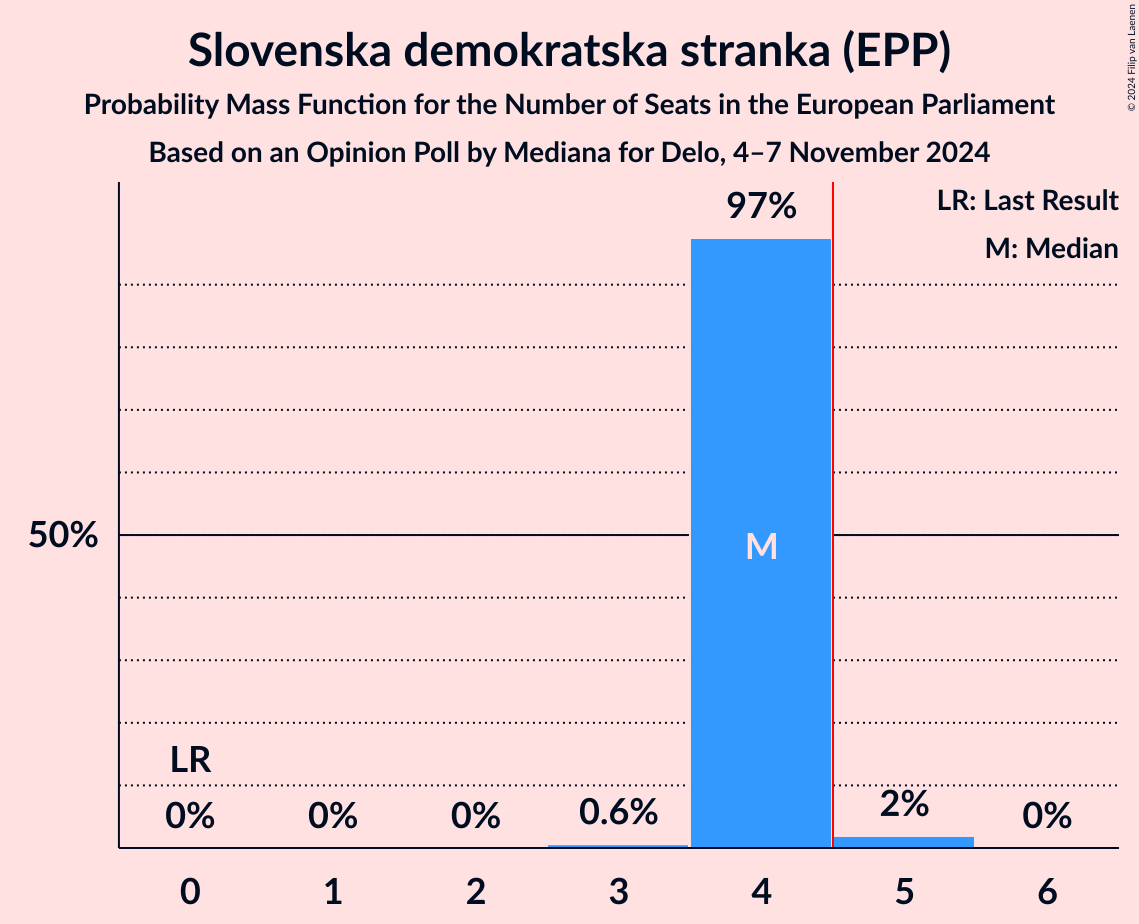 Slovenska demokratska stranka (EPP)
Probability Mass Function for the Number of Seats in the European Parliament
Based on an Opinion Poll by Mediana for Delo, 4–7 November 2024
© 2024 Filip van Laenen
LR: Last Result
M: Median
97%
50%
M
LR
0%
0%
0%
0.6%
2%
0%
0
1
2
3
4
5
6